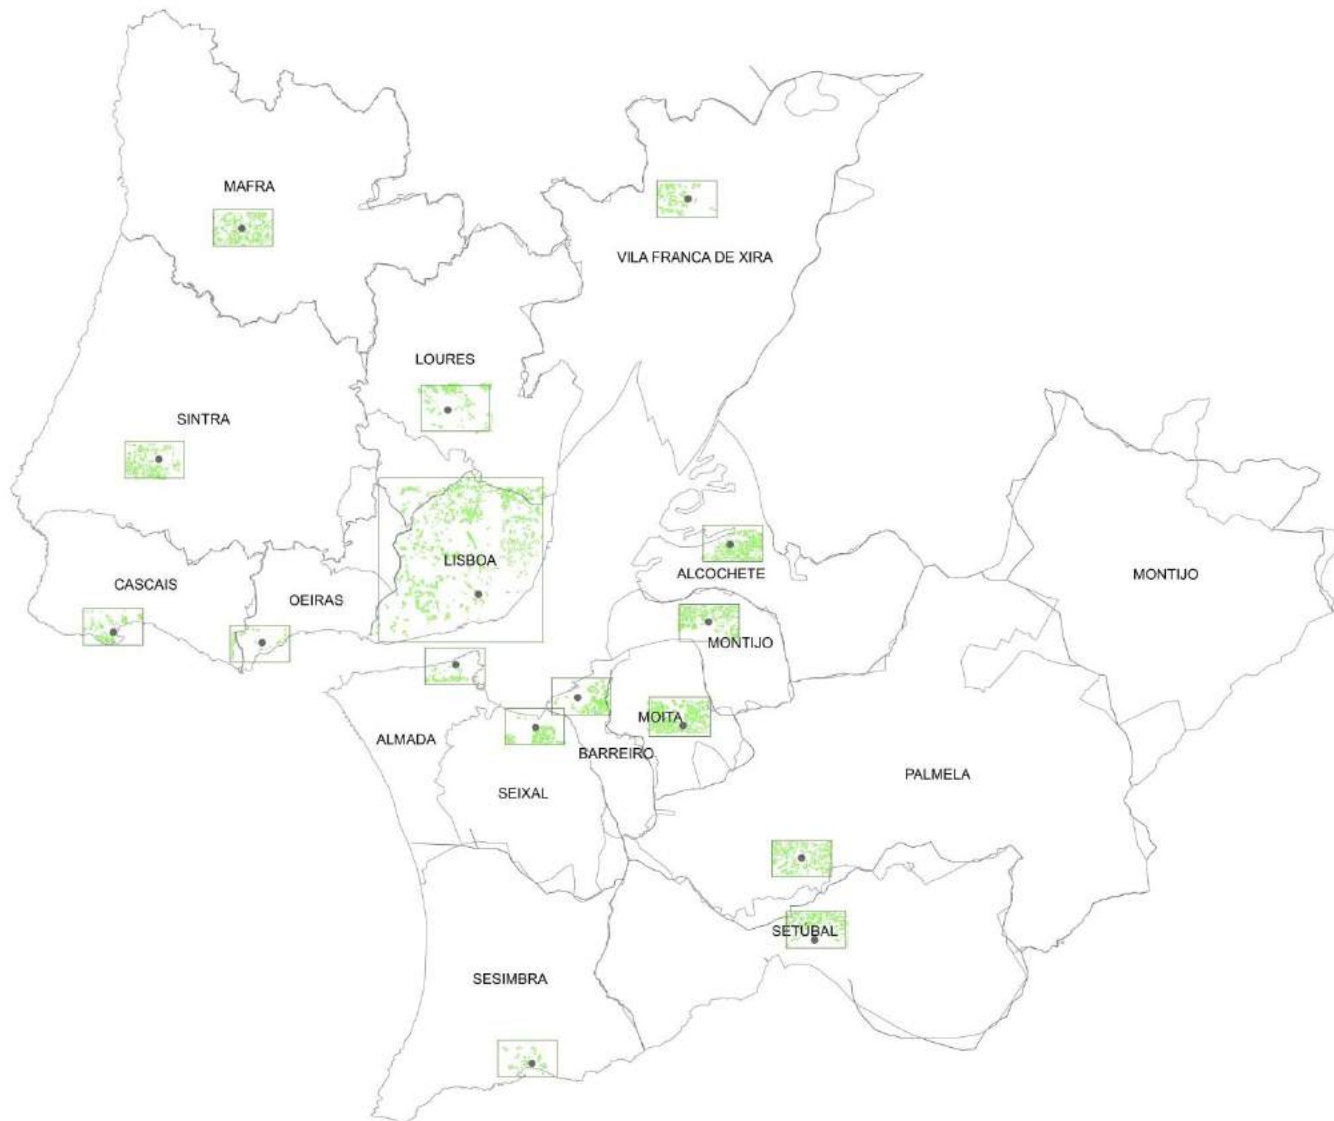 MAFRA
VILA FRANCA DE XIRA
LOURES
SINTRA
LISBOA
ALCOCHETE
MONTIJO
CASCAIS
OEIRAS
MONTIJO
MOITA
ALMADA
BARREIRO
PALMELA
SEIXAL
SETUBAL
SESIMBRA